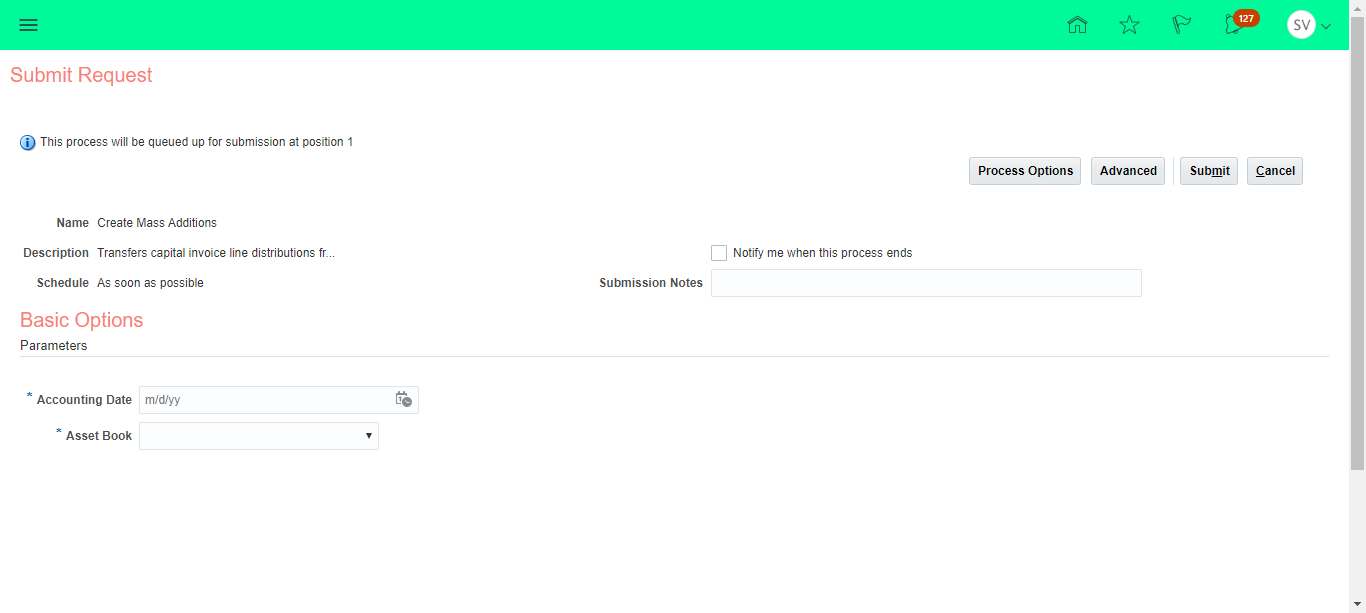 127
SV
Submit Request
This process will be queued up for submission at position 1
Process Options Advanced Submit Cancel
Name Create Mass Additions
Description Transfers capital invoice line distributions fr...
Notify me when this process ends
Schedule As soon as possible
Submission Notes
Basic Options
Parameters
* Accounting Date m/d/yy
* Asset Book